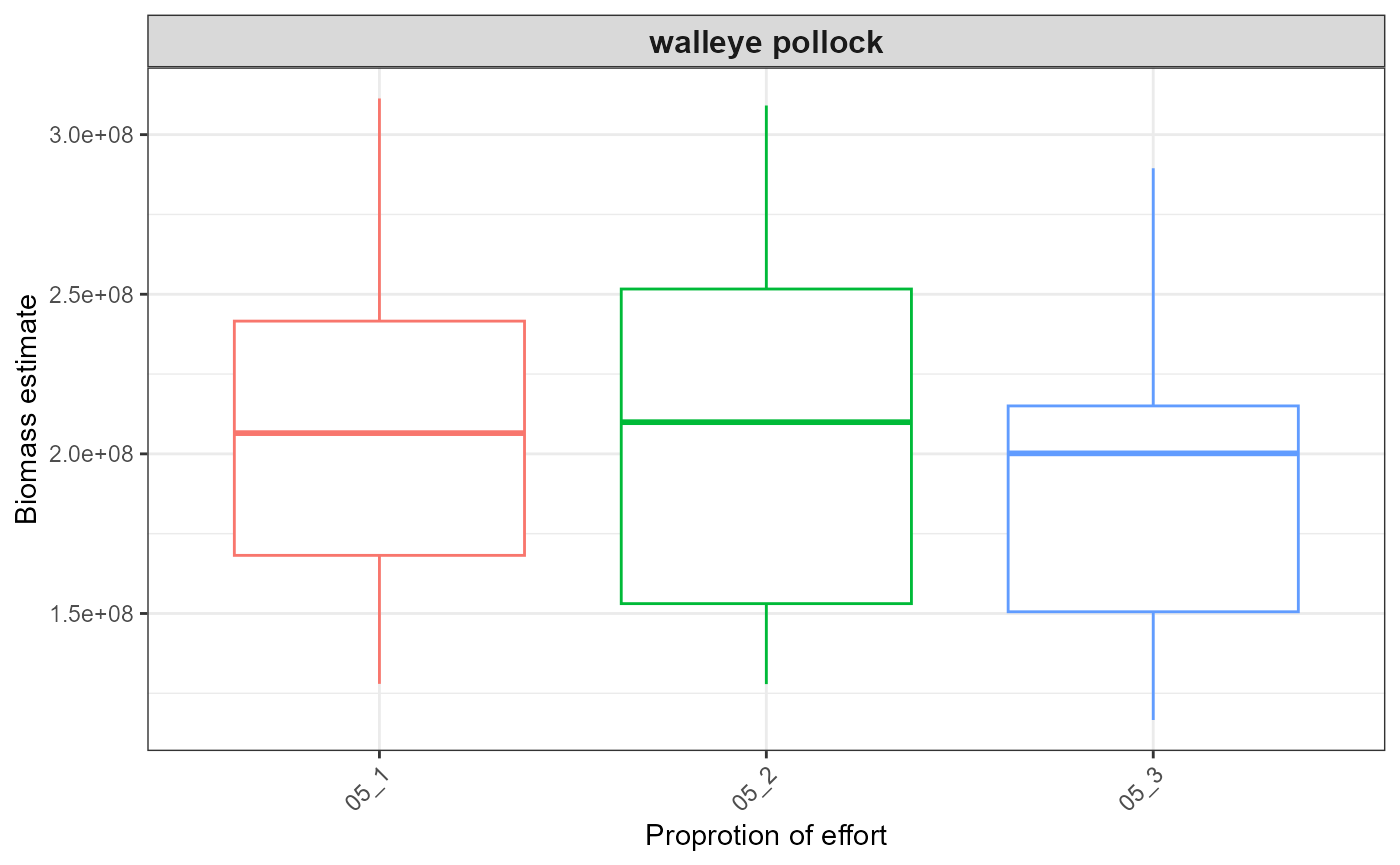 walleye pollock
Biomass estimate
3.0e+08
2.5e+08
2.0e+08
1.5e+08
05_1
05_2
05_3
Proprotion of effort